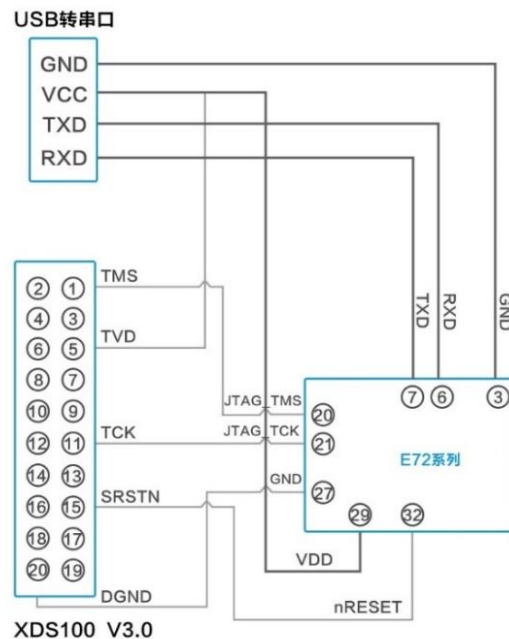 USB转串口
GND
VCC
TXD
RXD
TXD
RXD
GND
TMS
TVD
TCK
SRSTN
DGND
2 1
4 3
6 5
8 7
10 9
12 11
14 13
16 15
18 17
20 19
JTAG_TMS
JTAG_TCK
GND
7 6 3
20
21
27
29 32
E72系列
VDD
nRESET
XDS100 V3.0